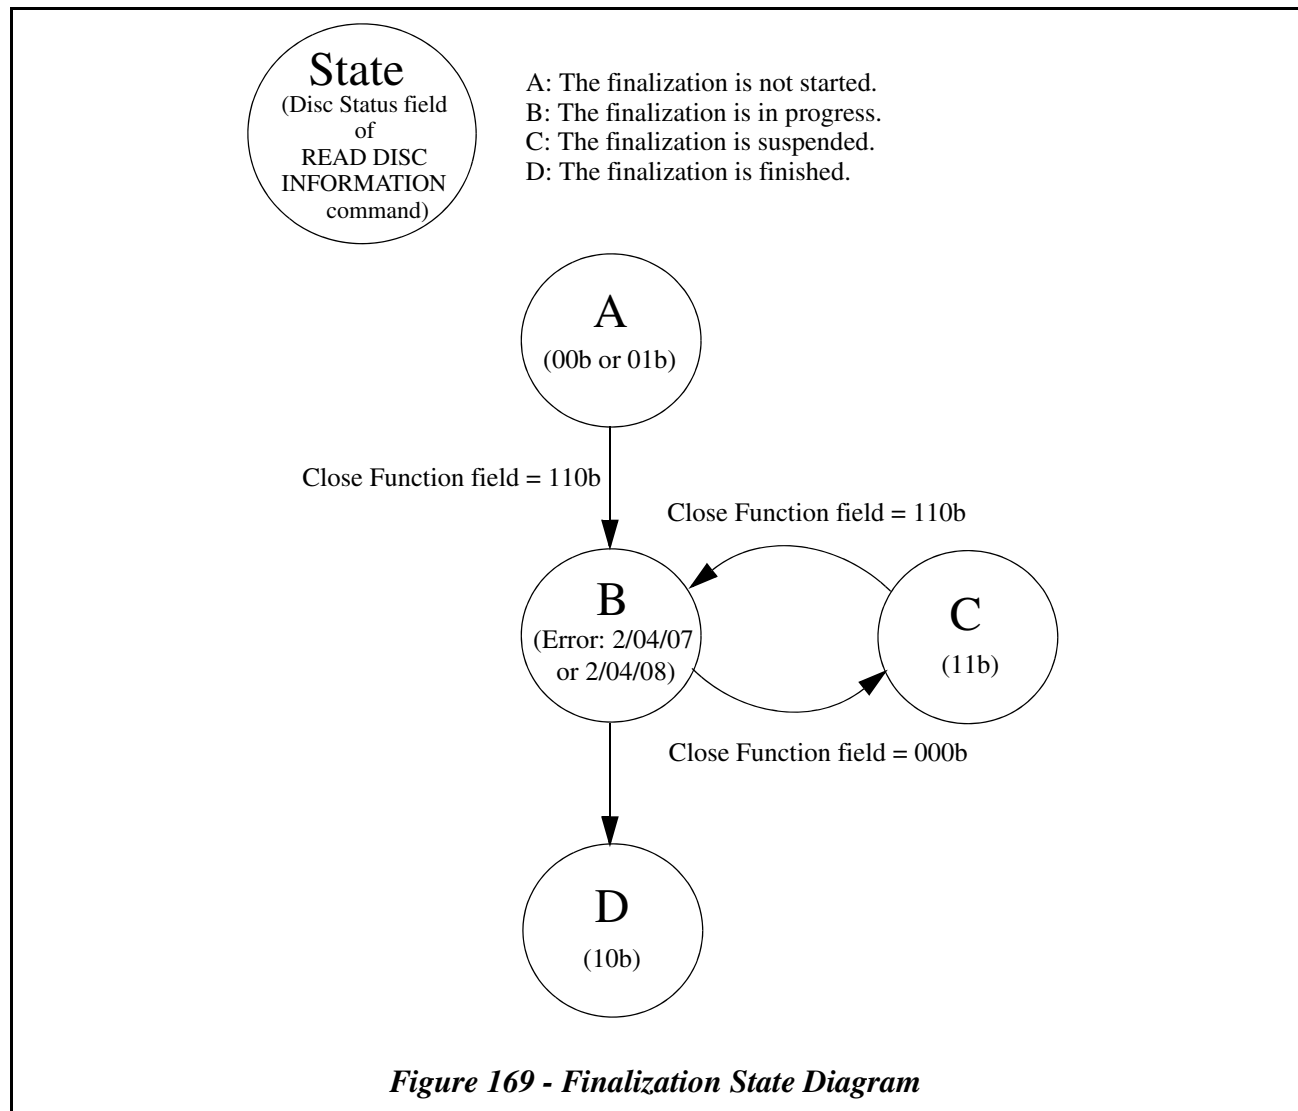 State
(Disc Status field
of
READ DISC
INFORMATION
command)
A: The finalization is not started.
B: The finalization is in progress.
C: The finalization is suspended.
D: The finalization is finished.
A
(00b or 01b)
Close Function field = 110b
Close Function field = 110b
B
(Error: 2/04/07
or 2/04/08)
C
(11b)
Close Function field = 000b
D
(10b)
Figure 169 - Finalization State Diagram